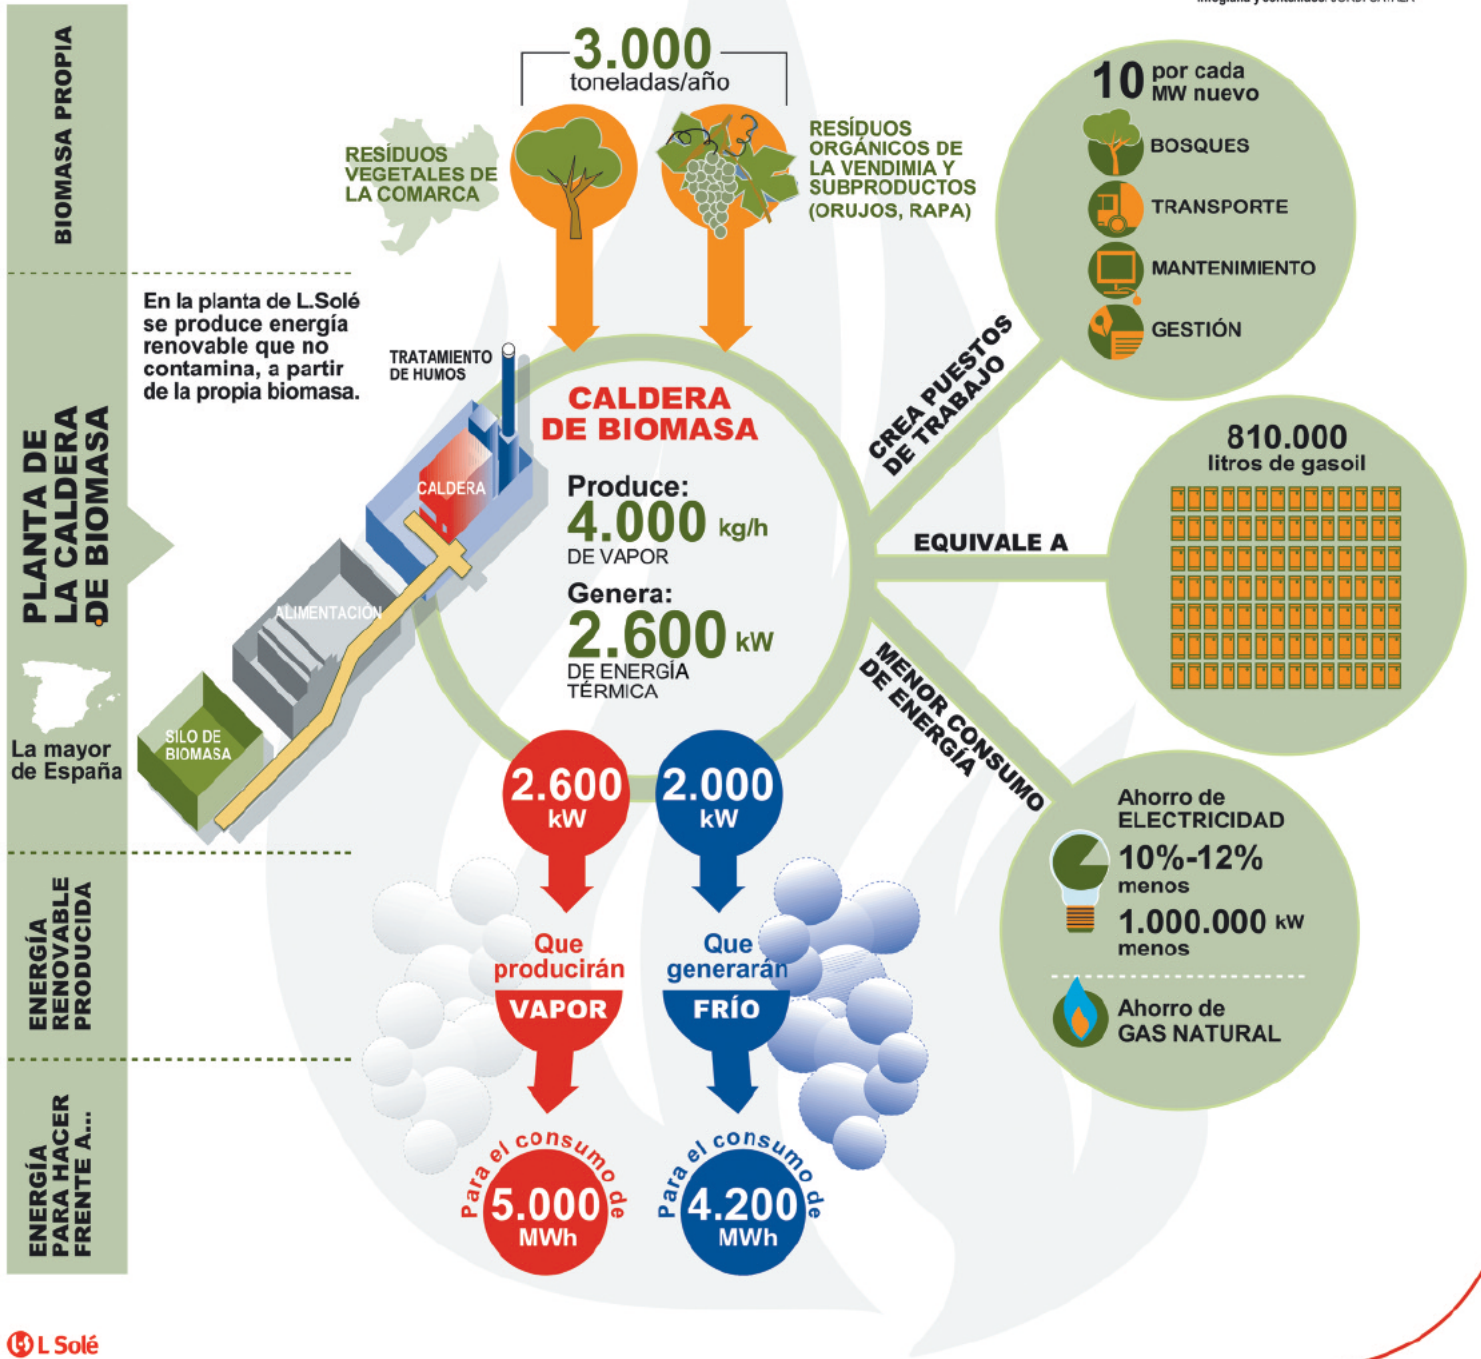 BIOMASA PROPIA
3.000
toneladas/año
RESÍDUOS
VEGETALES DE
LA COMARCA
RESÍDUOS
ORGÁNICOS DE
LA VENDIMIA Y
SUBPRODUCTOS
(ORUJOS, RAPA)
10 por cada
MW nuevo
BOSQUES
TRANSPORTE
MANTENIMIENTO
GESTIÓN
CREA PUESTOS
DE TRABAJO
PLANTA DE
LA CALDERA
DE BIOMASA
La mayor
de España
En la planta de L.Solé
se produce energía
renovable que no
contamina, a partir
de la propia biomasa.
TRATAMIENTO
DE HUMOS
CALDERA
ALIMENTACIÓN
SILO DE
BIOMASA
CALDERA
DE BIOMASA
Produce:
4.000 kg/h
DE VAPOR
Genera:
2.600 kW
DE ENERGÍA
TÉRMICA
EQUIVALE A
810.000
litros de gasoil
MENOR CONSUMO
DE ENERGÍA
Ahorro de
ELECTRICIDAD
10%-12%
menos
1.000.000 kW
menos
Ahorro de
GAS NATURAL
2.600
kW
2.000
kW
ENERGÍA
RENOVABLE
PRODUCIDA
Que
producirán
VAPOR
Que
generarán
FRÍO
ENERGÍA
PARA HACER
FRENTE A...
Para el consumo de
5.000
MWh
Para el consumo de
4.200
MWh
L Solé